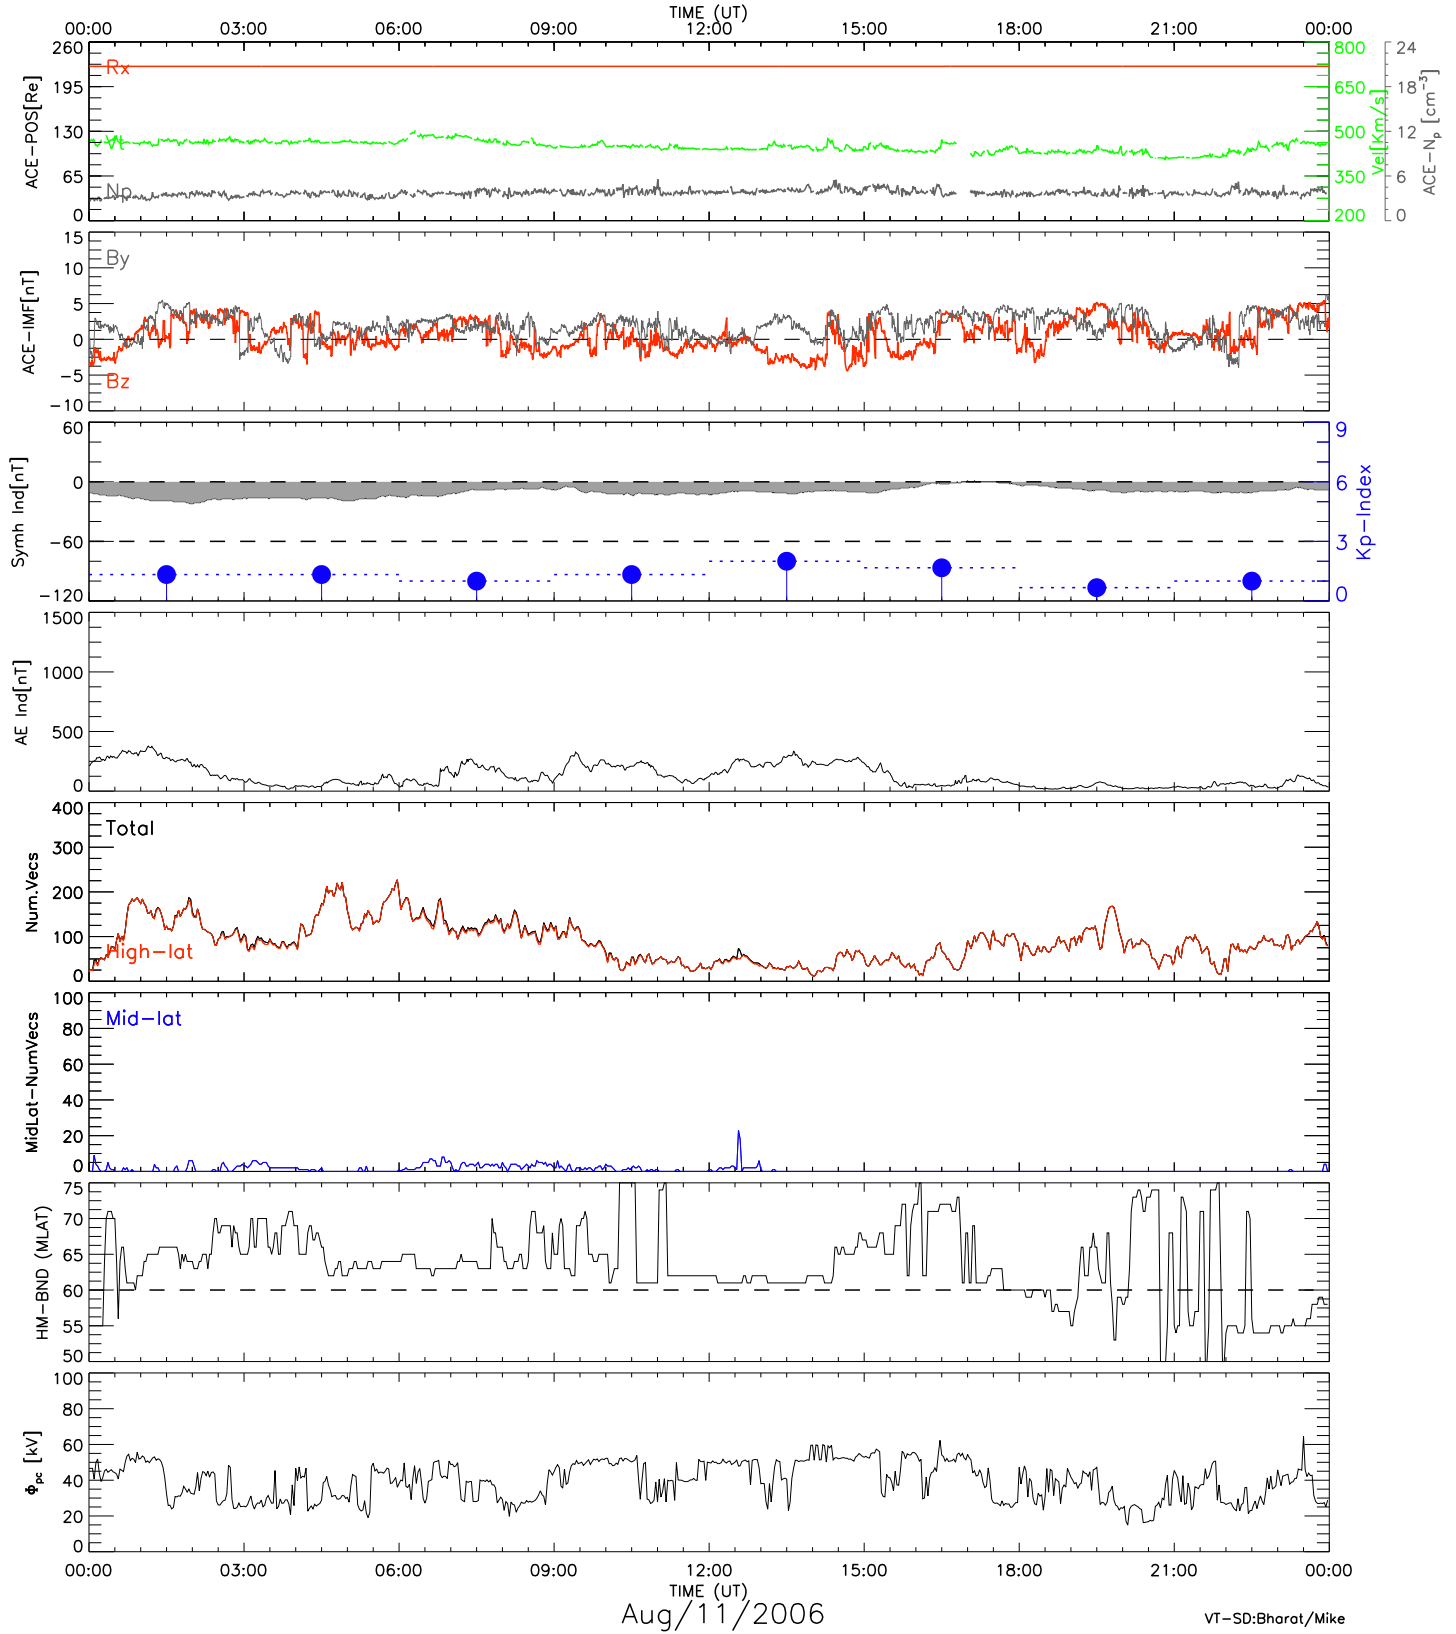 TIME (UT)
00:00 03:00 06:00 09:00 12:00 15:00 18:00 21:00 00:00
ACE-POS[Re]
260
195
130
65
0
Rx
Np
800
650
500
350
200
Vel[Km/s]
24
18
12
6
0
ACE-Np [cm-3]
ACE-IMF[nT]
15
10
5
0
-5
-10
By
Bz
Symh Ind[nT]
60
0
-60
-120
9
6
3
0
Kp-Index
AE Ind[nT]
1500
1000
500
0
Num.Vecs
400
300
200
100
0
Total
High-lat
MidLat-NumVecs
100
80
60
40
20
0
Mid-lat
HM-BND (MLAT)
75
70
65
60
55
50
Φpc [kV]
100
80
60
40
20
0
00:00 03:00 06:00 09:00 12:00 15:00 18:00 21:00 00:00
TIME (UT)
Aug/11/2006
VT-SD:Bharat/Mike